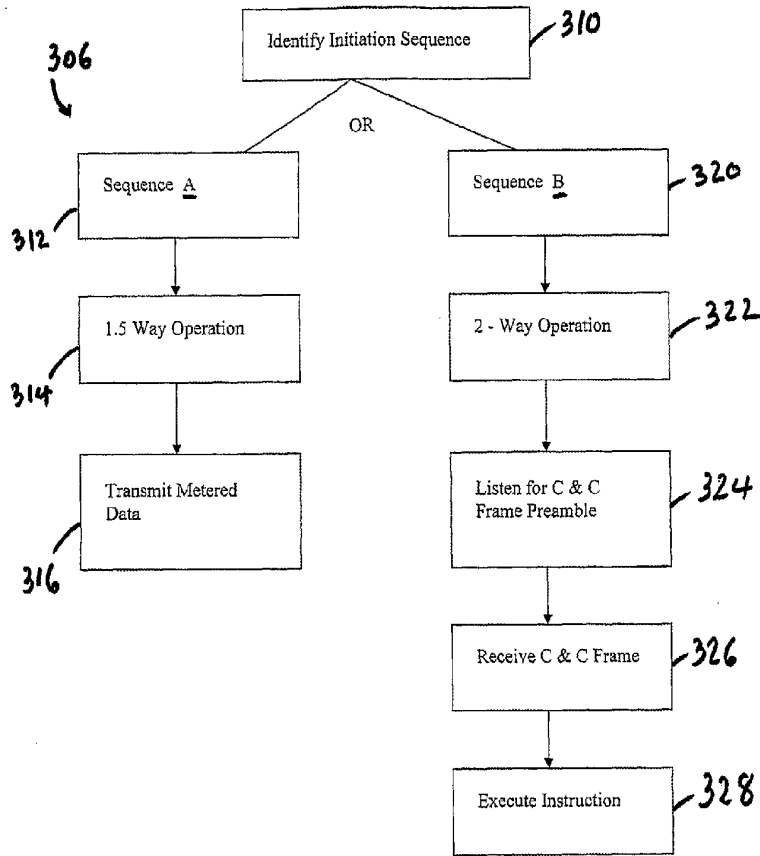 Identify Initiation Sequence
310
306
OR
Sequence A
312
Sequence B
320
1.5 Way Operation
314
2 - Way Operation
322
Transmit Metered
Data
316
Listen for C & C
Frame Preamble
324
Receive C & C Frame
326
Execute Instruction
328